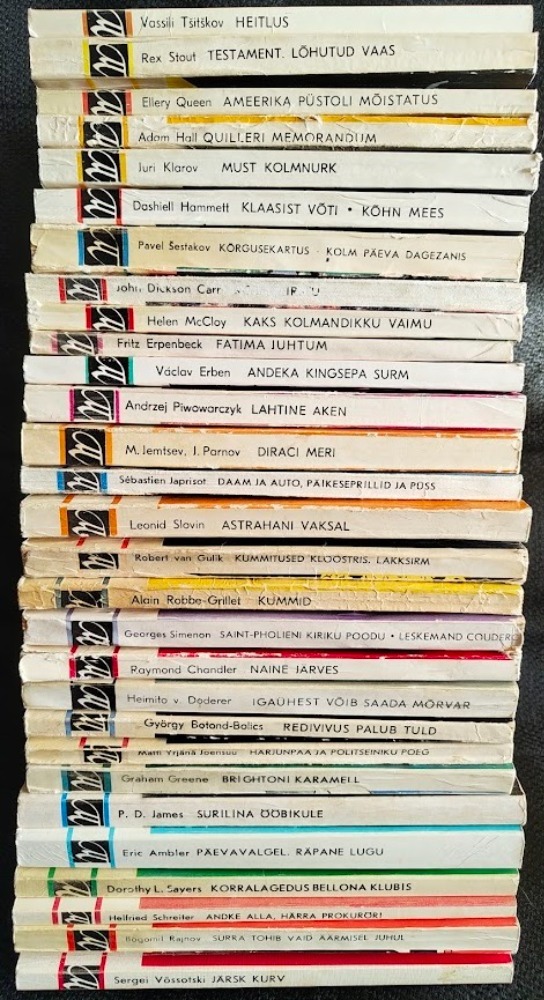 Vassili Tšitškov HEITLUS
Rex Stout TESTAMENT. LÕHUTUD VAAS
Ellery Queen AMEERIKA PÜSTOLI MÕISTATUS
Adam Hall QUILLERI MEMORANDUM
Juri Klarov MUST KOLMNURK
Dashiell Hammett KLAASIST VÕTI • KÕHN MEES
Pavel Šestakov KÕRGUSEKARTUS · KOLM PÄEVA DAGEZANIS
John Dickson Carr
Helen McCloy KAKS KOLMANDIKKU VAIMU
Fritz Erpenbeck FATIMA JUHTUM
Václav Erben ANDEKA KINGSEPA SURM
Andrzej Piwowarczyk LAHTINE AKEN
M. Jemtsev, J. Parnov DIRACI MERI
Sébastien Japrisot DAAM JA AUTO, PÄIKESEPRILLID JA PÜSS
Leonid Slovin ASTRAHANI VAKSAL
Robert van Gulik KUMMITUSED KLOOSTRIS. LAKKSIRM
Alain Robbe-Grillet KUMMID
Georges Simenon SAINT-PHOLIENI KIRIKU POODU • LESKEMAND COUDERC
Raymond Chandler NAINE JÄRVES
Heimito v. Doderer IGAÜHEST VÕIB SAADA MÕRVAR
György Botond-Bolics REDIVIVUS PALUB TULD
Matti Yrjänä Joensuu HARJUNPÄÄ JA POLITSEINIKU POEG
Graham Greene BRIGHTONI KARAMELL
P. D. James SURILINA ÖÖBIKULE
Eric Ambler PÄEVAVALGEL. RÄPANE LUGU
Dorothy L. Sayers KORRALAGEDUS BELLONA KLUBIS
Helfried Schreiter ANDKE ALLA, HÄRRA PROKURÖR!
Bogomil Rajnov SURRA TOHIB VAID ÄÄRMISEL JUHUL
Sergei Võssotski JÄRSK KURV